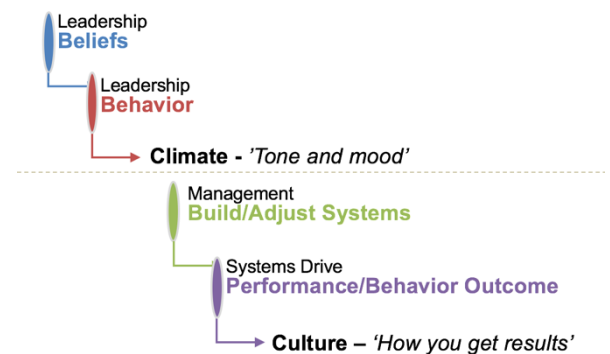 Leadership
Beliefs
Leadership
Behavior
Climate - 'Tone and mood'
Management
Build/Adjust Systems
Systems Drive
Performance/Behavior Outcome
Culture – 'How you get results'